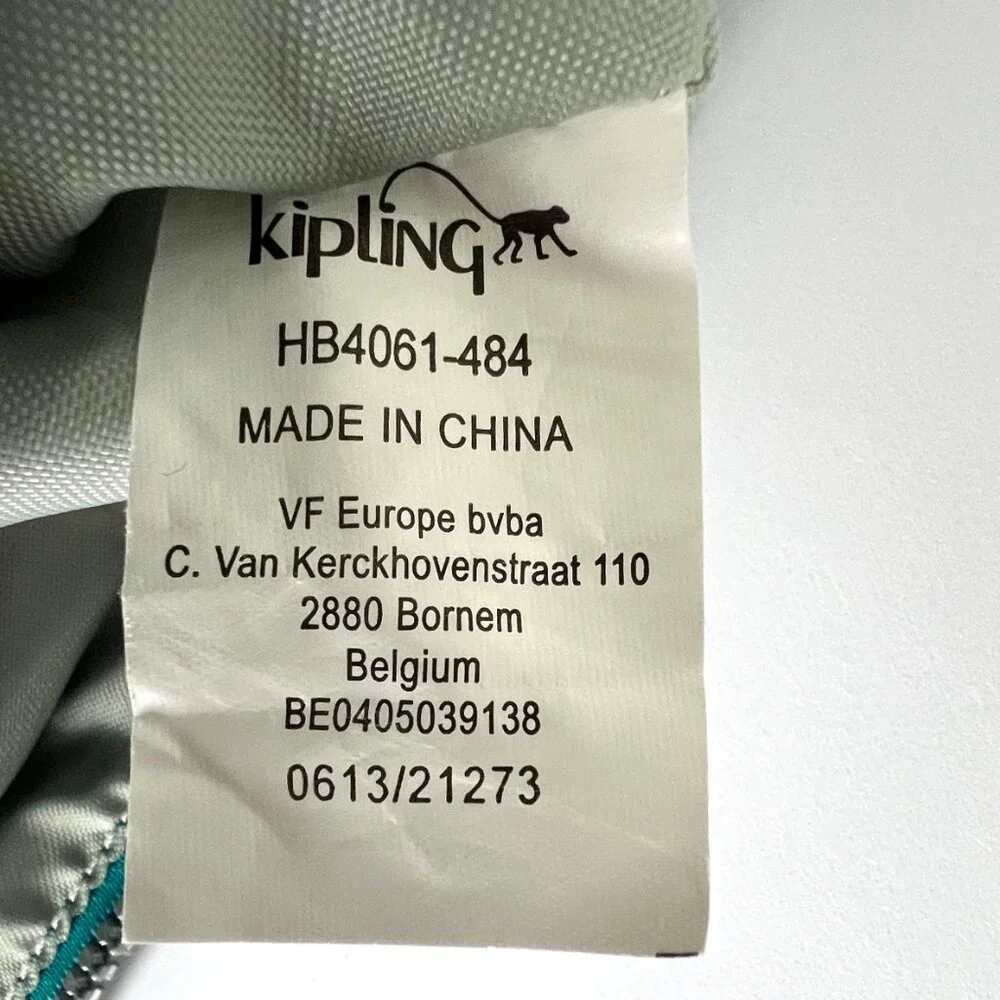 kipling
HB4061-484
MADE IN CHINA
VF Europe bvba
C. Van Kerckhovenstraat 110
2880 Bornem
Belgium
BE0405039138
0613/21273